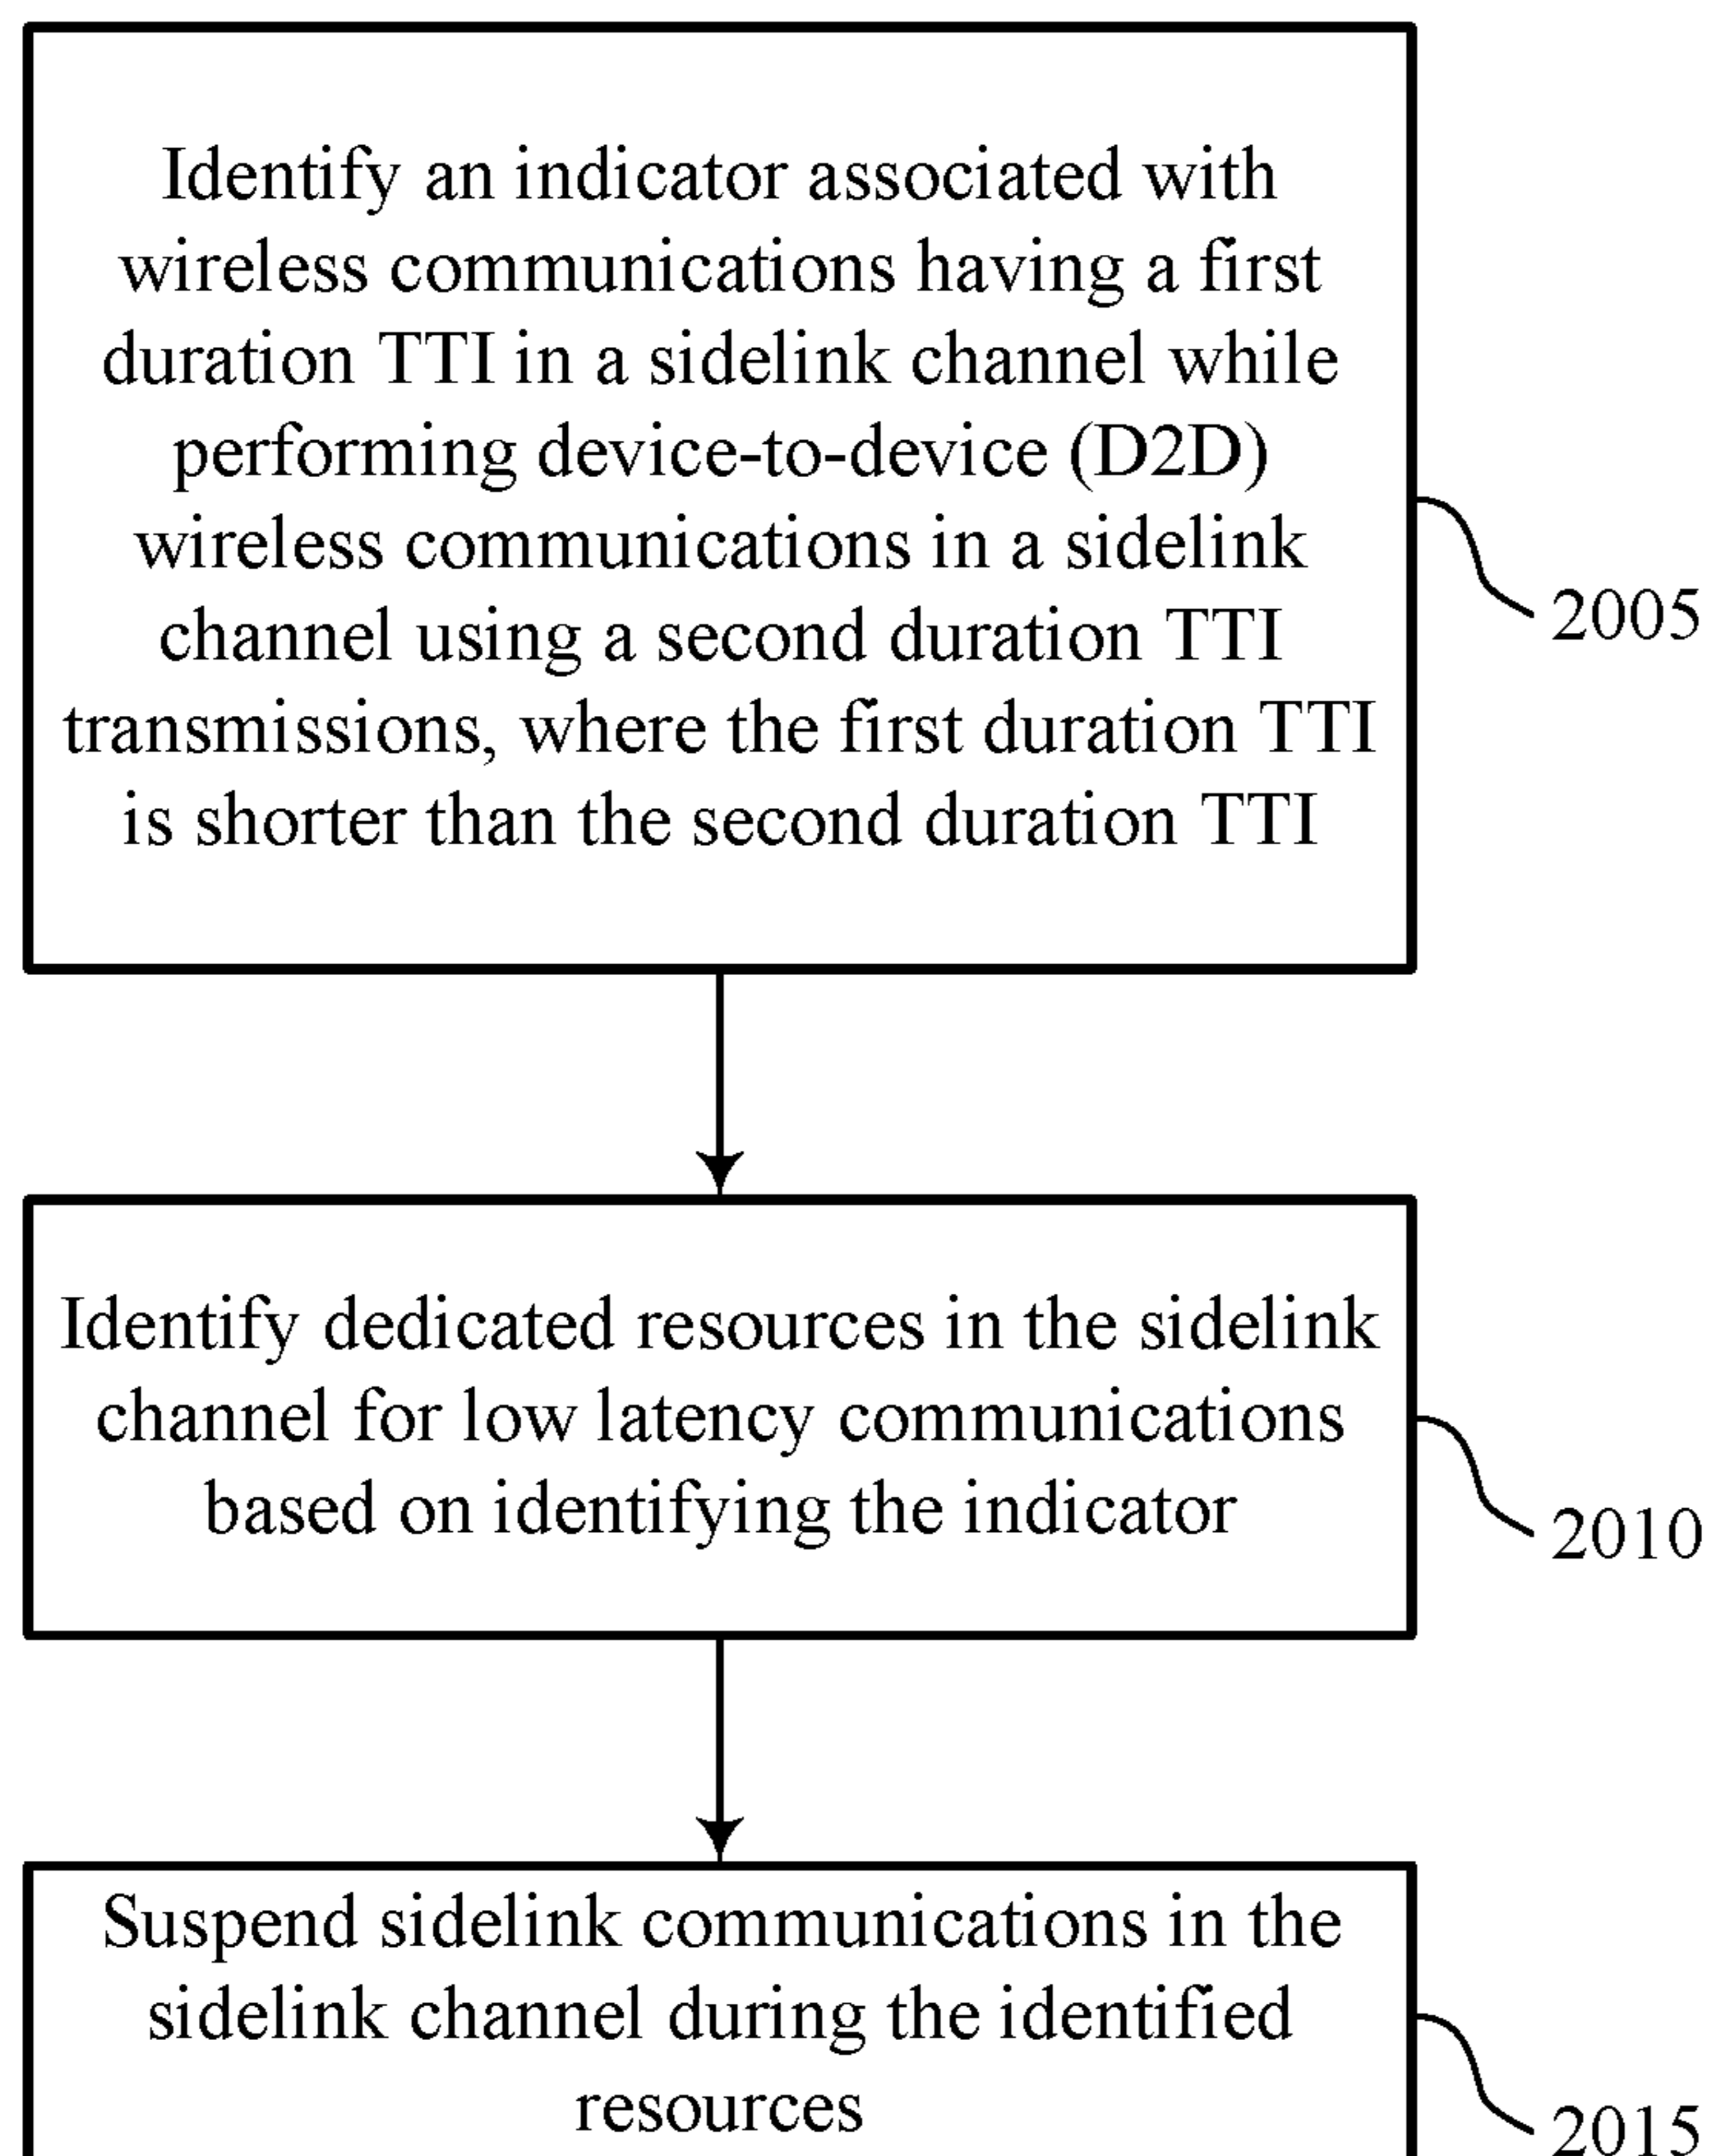 Identify an indicator associated with
wireless communications having a first
duration TTI in a sidelink channel while
performing device-to-device (D2D)
wireless communications in a sidelink
channel using a second duration TTI
transmissions, where the first duration TTI
is shorter than the second duration TTI
2005
Identify dedicated resources in the sidelink
channel for low latency communications
based on identifying the indicator
2010
Suspend sidelink communications in the
sidelink channel during the identified
resources
2015